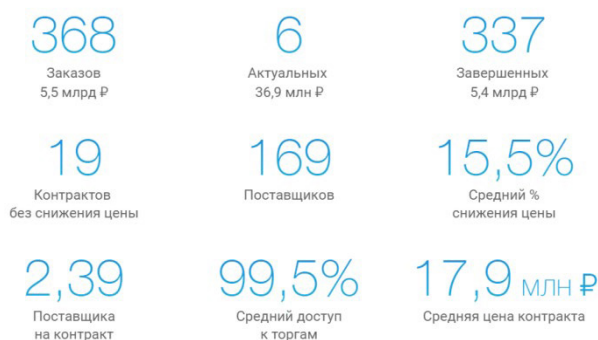 368 6 337
Заказов Актуальных Завершенных
5,5 млрд ₽ 36,9 млн ₽ 5,4 млрд ₽
19 169 15,5%
Контрактов Поставщиков Средний %
без снижения цены снижения цены
2,39 99,5% 17,9 млн ₽
Поставщика Средний доступ Средняя цена контракта
на контракт к торгам